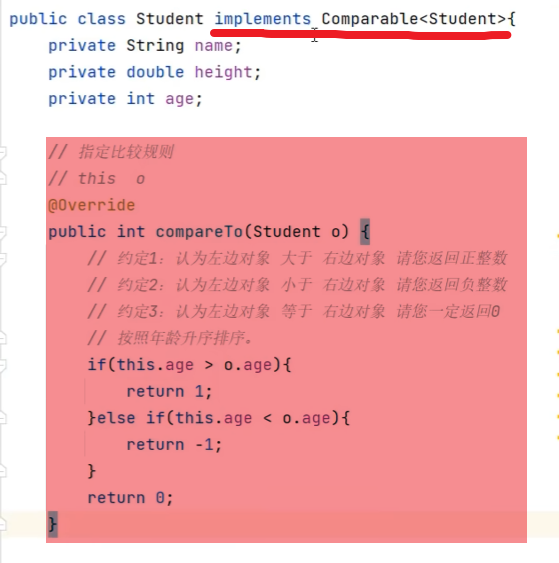 public class Student implements Comparable<Student>{
private String name;
private double height;
private int age;
// 指定比较规则
// this o
@Override
public int compareTo(Student o) {
// 约定1：认为左边对象 大于 右边对象 请您返回正整数
// 约定2：认为左边对象 小于 右边对象 请您返回负整数
// 约定3：认为左边对象 等于 右边对象 请您一定返回0
// 按照年龄升序排序。
if(this.age > o.age){
return 1;
}else if(this.age < o.age){
return -1;
}
return 0;
}